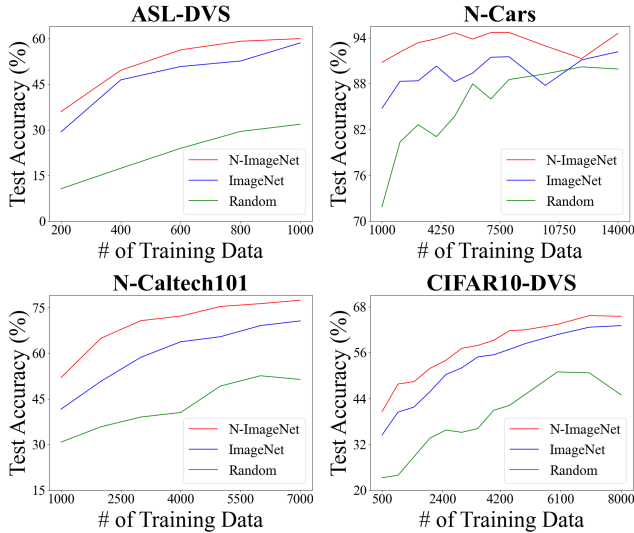 ASL-DVS
Test Accuracy (%)
60
45
30
15
0
N-ImageNet
ImageNet
Random
200 400 600 800 1000
# of Training Data
N-Cars
Test Accuracy (%)
94
88
82
76
70
N-ImageNet
ImageNet
Random
1000 4250 7500 10750 14000
# of Training Data
N-Caltech101
Test Accuracy (%)
75
60
45
30
15
N-ImageNet
ImageNet
Random
1000 2500 4000 5500 7000
# of Training Data
CIFAR10-DVS
Test Accuracy (%)
68
56
44
32
20
N-ImageNet
ImageNet
Random
500 2400 4200 6100 8000
# of Training Data